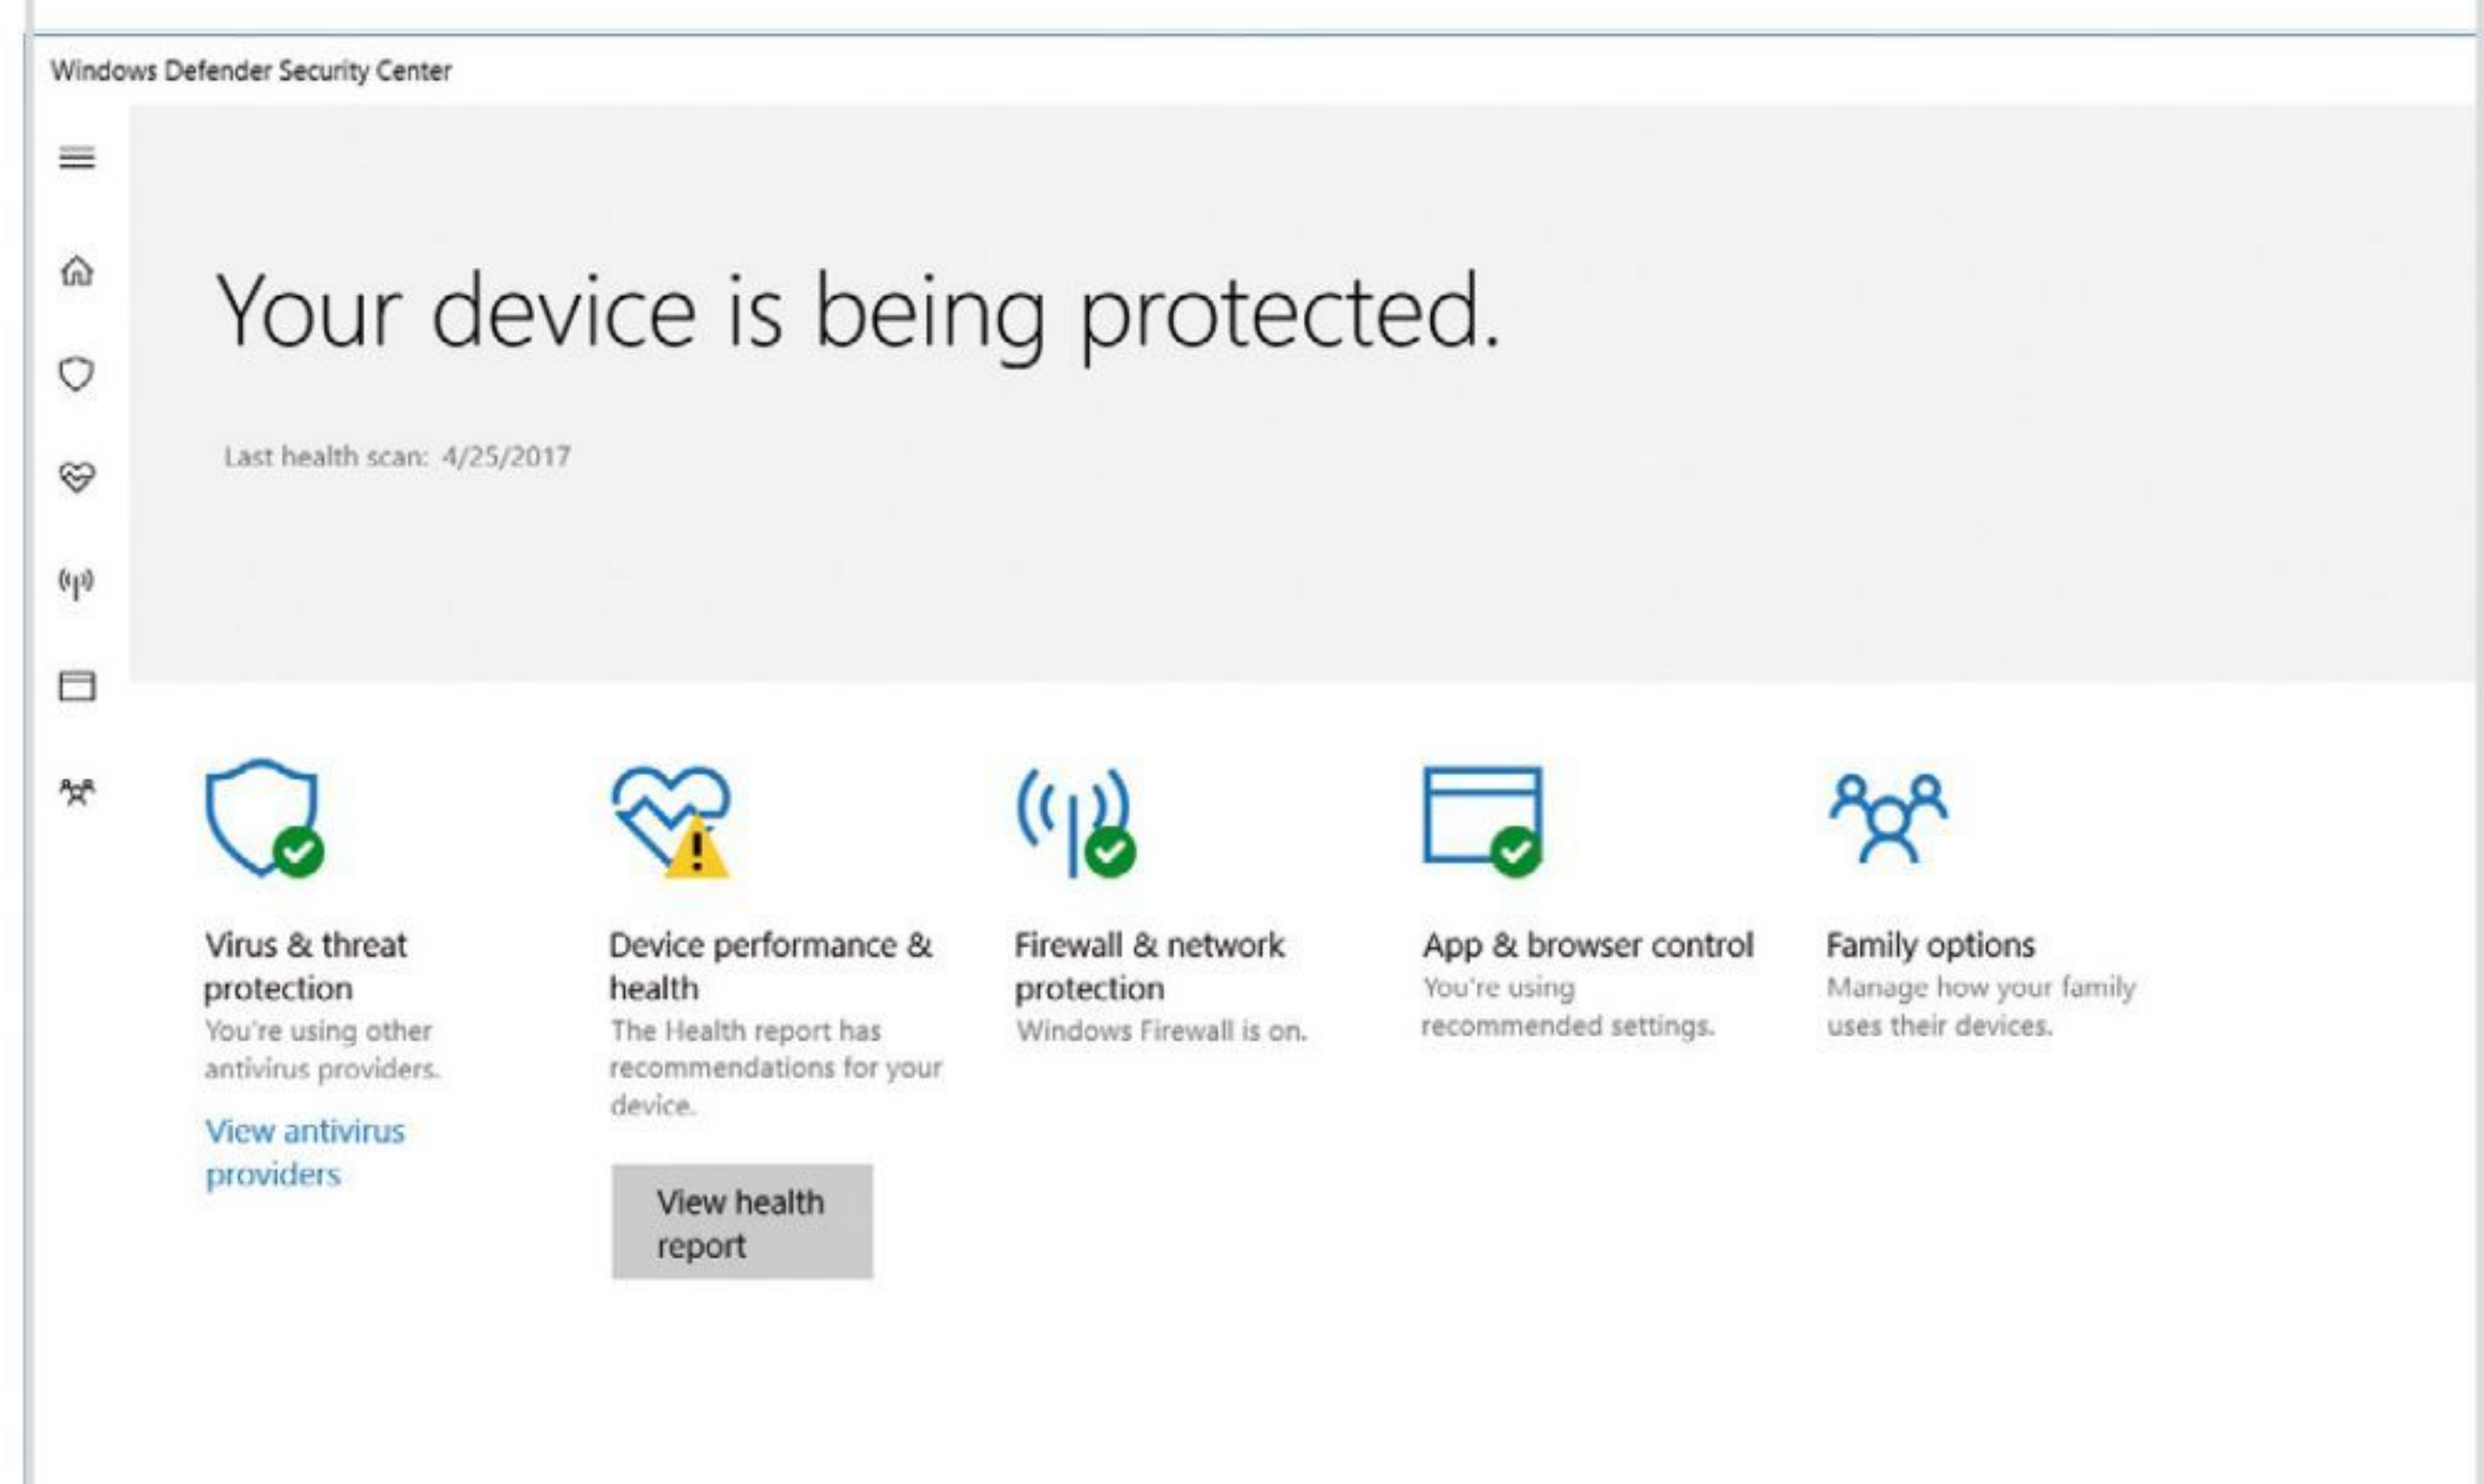 Windows Defender Security Center
Your device is being protected.
Last health scan: 4/25/2017
Virus & threat
protection
You're using other
antivirus providers.
View antivirus
providers
Device performance &
health
The Health report has
recommendations for your
device.
View health
report
Firewall & network
protection
Windows Firewall is on.
App & browser control
You're using
recommended settings.
Family options
Manage how your family
uses their devices.